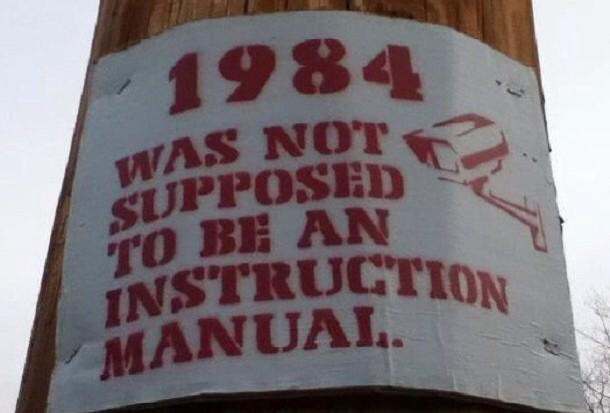 1984
WAS NOT
SUPPOSED
TO BE AN
INSTRUCTION
MANUAL.